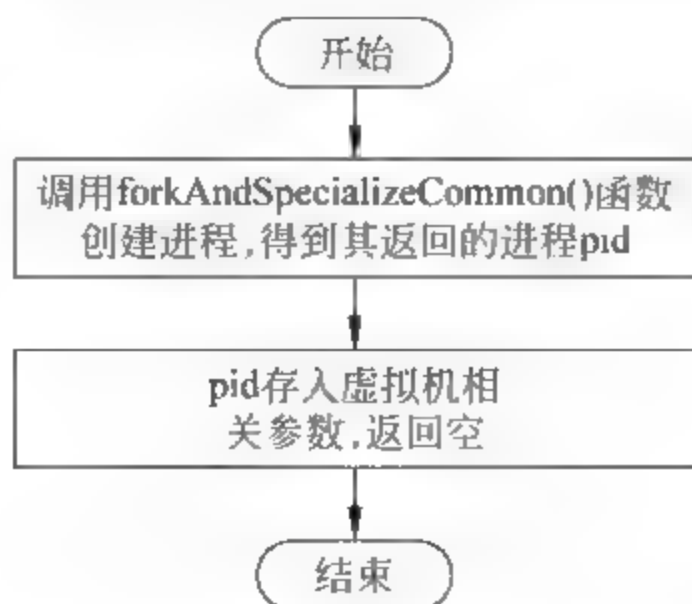 开始
调用forkAndSpecializeCommon()函数
创建进程,得到其返回的进程pid
pid存入虚拟机相
关参数,返回空
结束